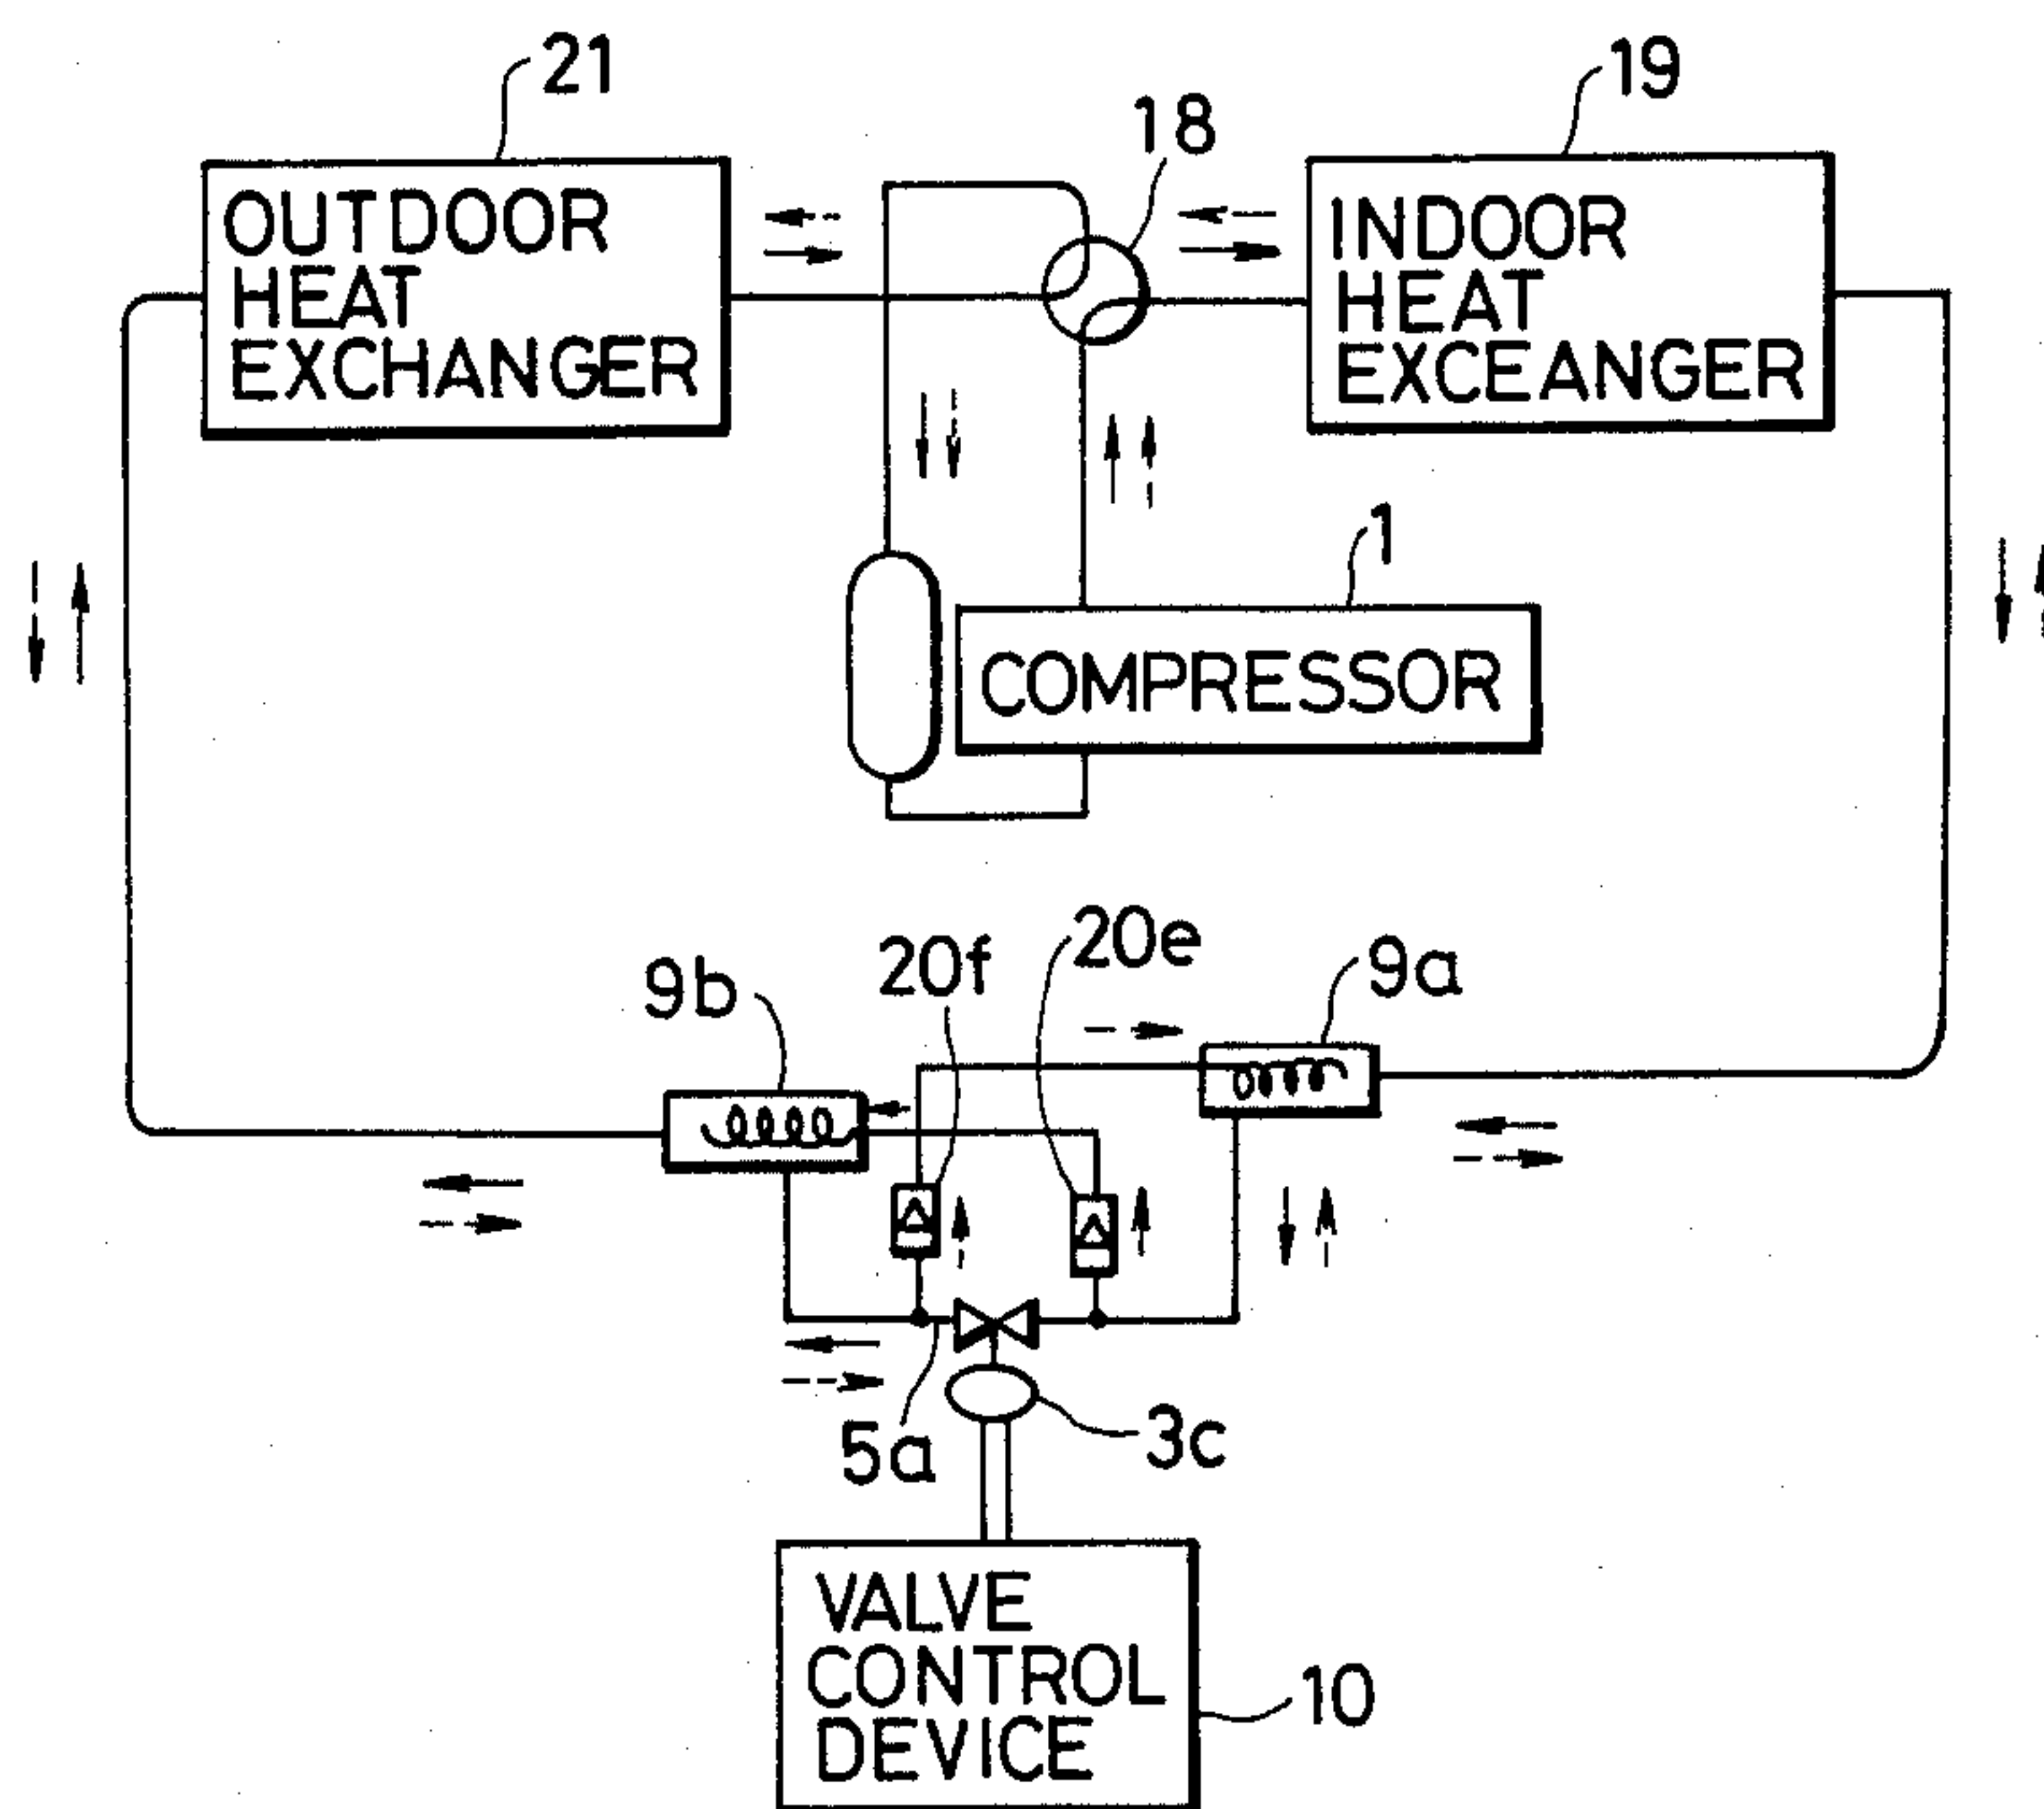 21
19
18
OUTDOOR
HEAT
EXCHANGER
INDOOR
HEAT
EXCEANGER
1
COMPRESSOR
20f
20e
9b
9a
5a
3c
VALVE
CONTROL
DEVICE
10